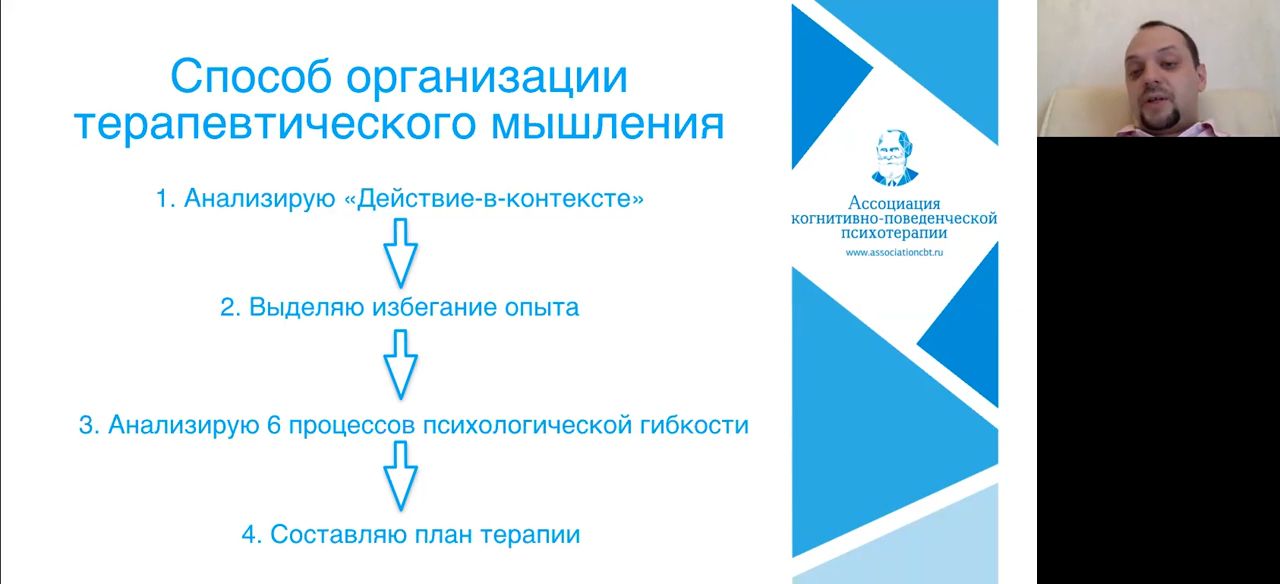 Способ организации
терапевтического мышления
1. Анализирую «Действие-в-контексте»
2. Выделяю избегание опыта
3. Анализирую 6 процессов психологической гибкости
4. Составляю план терапии
Ассоциация
когнитивно-поведенческой
психотерапии
www.associationcbt.ru